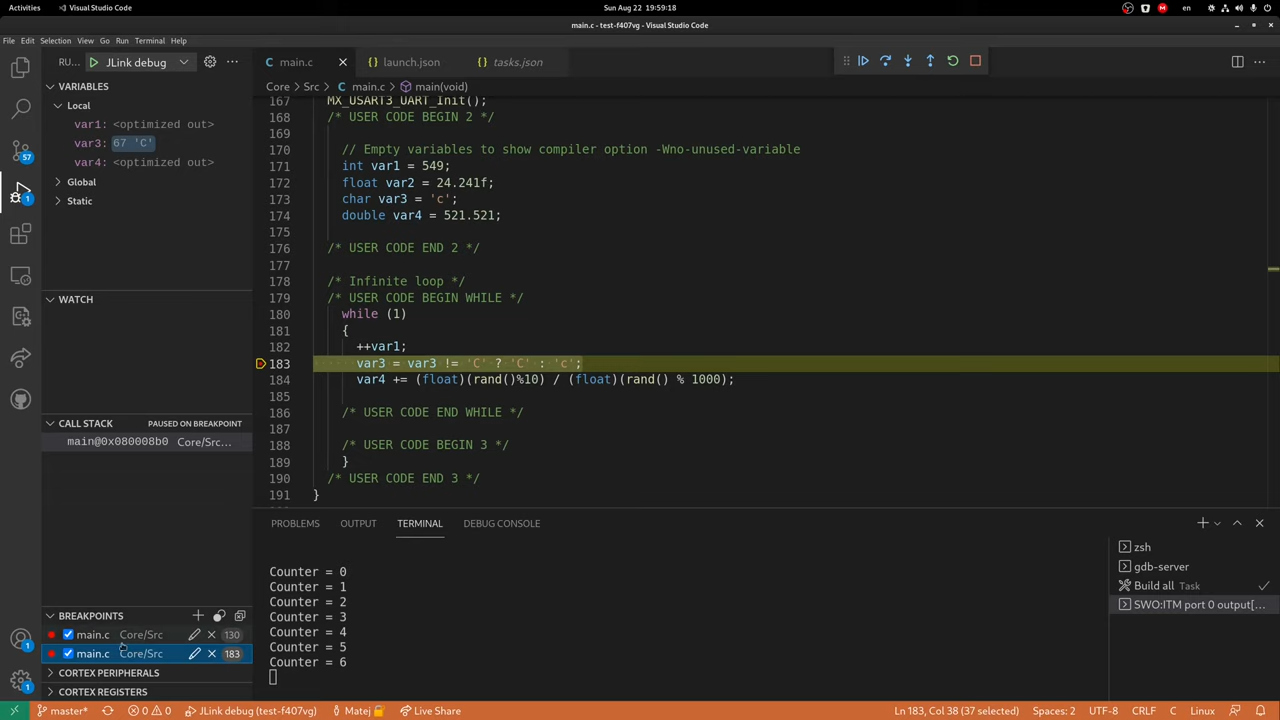 Activities
Visual Studio Code
Sun Aug 22 19:59:18
en
main.c - test-f407vg - Visual Studio Code
File Edit Selection View Go Run Terminal Help
RU... JLink debug
VARIABLES
Local
var1: <optimized out>
var3: 67 'C'
var4: <optimized out>
Global
Static
WATCH
CALL STACK PAUSED ON BREAKPOINT
main@0x080008b0 Core/Src...
BREAKPOINTS
main.c Core/Src 130
main.c Core/Src 183
CORTEX PERIPHERALS
CORTEX REGISTERS
57
1
1
1
main.c
launch.json
tasks.json
Core > Src > main.c > main(void)
167 MX_USART3_UART_Init();
168 /* USER CODE BEGIN 2 */
169
170 // Empty variables to show compiler option -Wno-unused-variable
171 int var1 = 549;
172 float var2 = 24.241f;
173 char var3 = 'c';
174 double var4 = 521.521;
175
176 /* USER CODE END 2 */
177
178 /* Infinite loop */
179 /* USER CODE BEGIN WHILE */
180 while (1)
181 {
182 ++var1;
183 var3 = var3 != 'C' ? 'C' : 'c';
184 var4 += (float)(rand()%10) / (float)(rand() % 1000);
185
186 /* USER CODE END WHILE */
187
188 /* USER CODE BEGIN 3 */
189 }
190 /* USER CODE END 3 */
191 }
PROBLEMS OUTPUT TERMINAL DEBUG CONSOLE
Counter = 0
Counter = 1
Counter = 2
Counter = 3
Counter = 4
Counter = 5
Counter = 6
zsh
gdb-server
Build all Task
SWO:ITM port 0 output[...
master* 0 0 JLink debug (test-f407vg) Matej Live Share
Ln 183, Col 38 (37 selected) Spaces: 2 UTF-8 CRLF C Linux